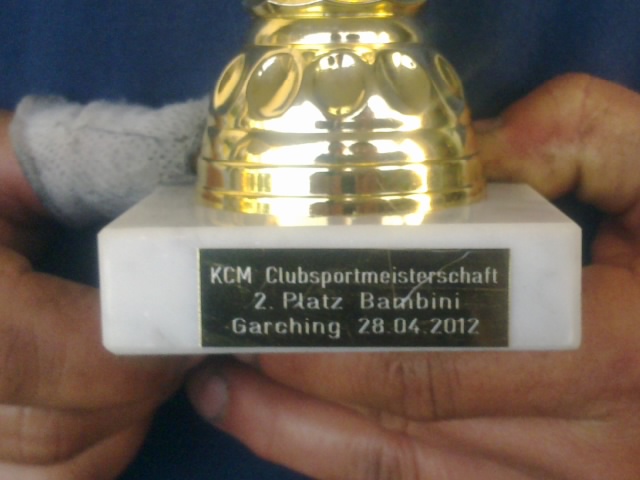 KCM Clubsportmeisterschaft
2. Platz Bambini
Garching 28.04.2012